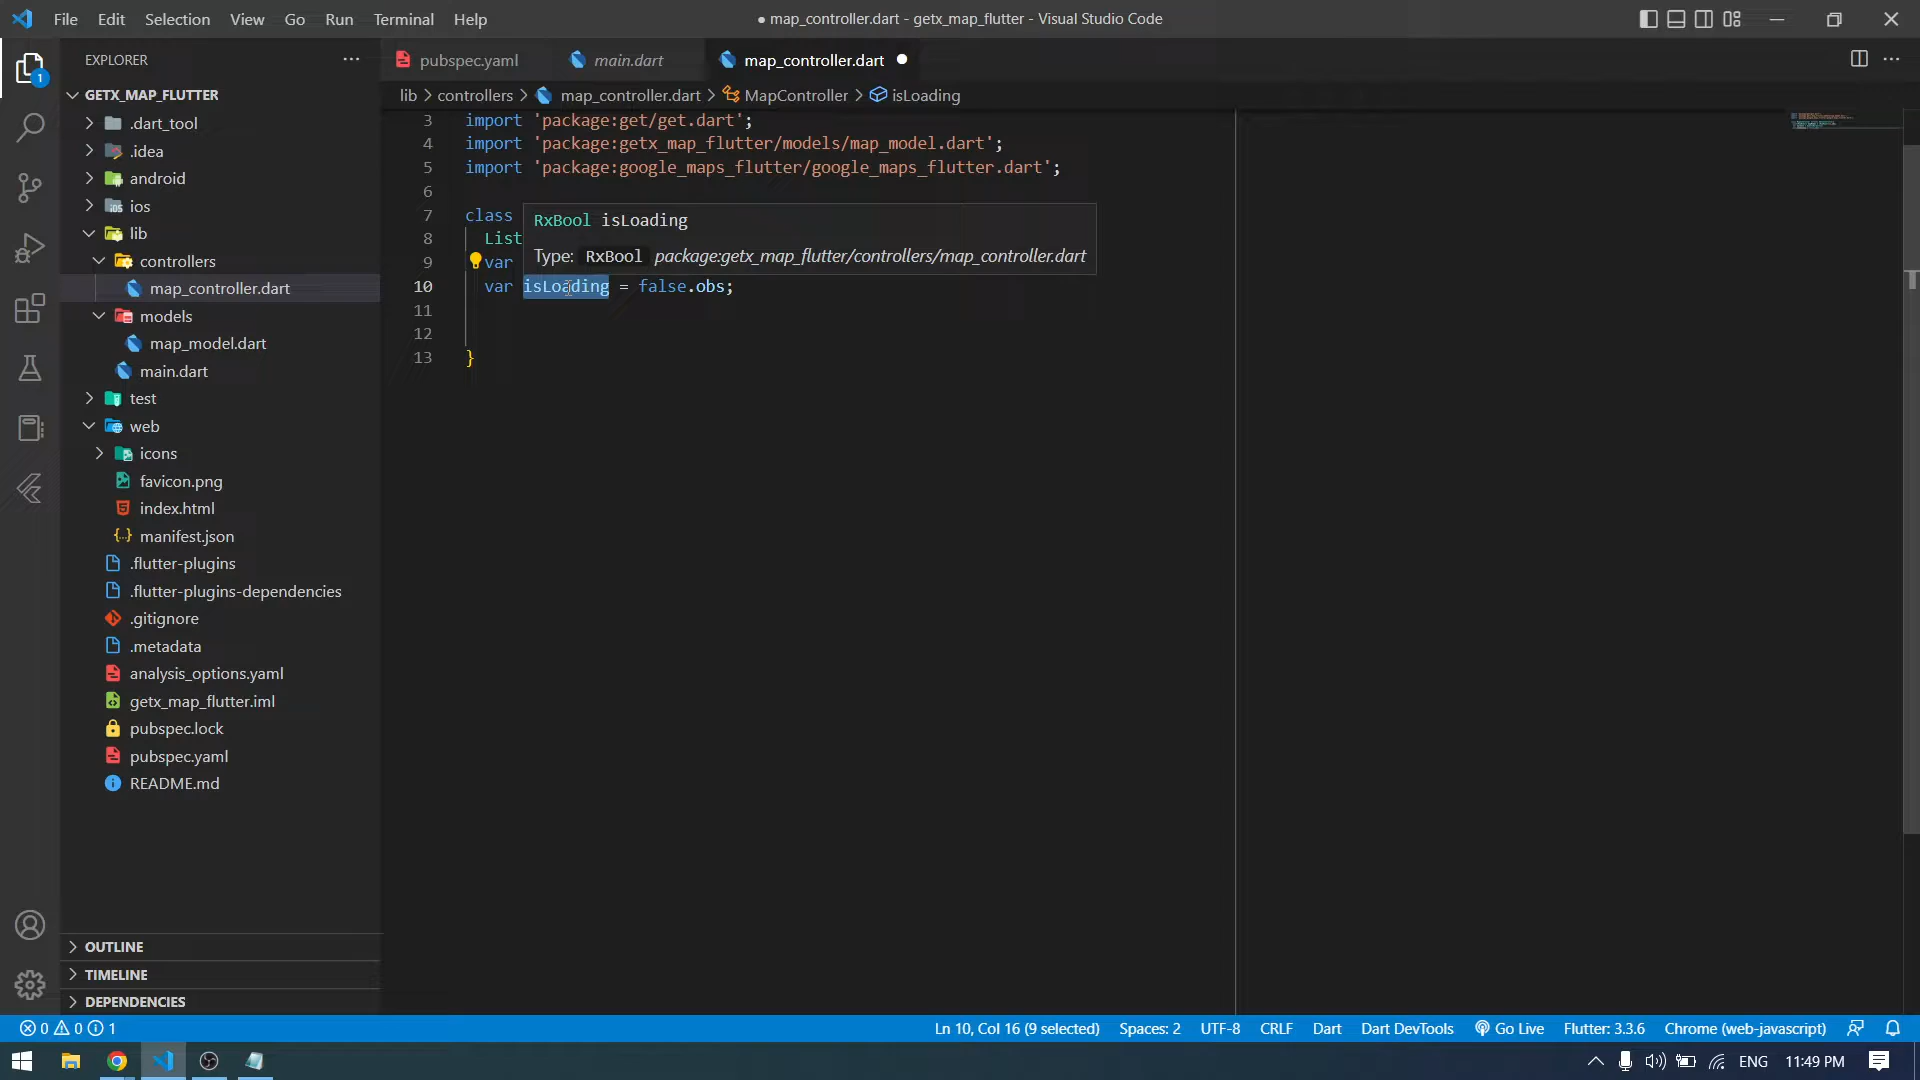 File Edit Selection View Go Run Terminal Help
● map_controller.dart - getx_map_flutter - Visual Studio Code
1
EXPLORER
GETX_MAP_FLUTTER
.dart_tool
.idea
android
ios
lib
controllers
map_controller.dart
models
map_model.dart
main.dart
test
web
icons
favicon.png
index.html
manifest.json
.flutter-plugins
.flutter-plugins-dependencies
.gitignore
.metadata
analysis_options.yaml
getx_map_flutter.iml
pubspec.lock
pubspec.yaml
README.md
OUTLINE
TIMELINE
DEPENDENCIES
pubspec.yaml main.dart map_controller.dart
lib > controllers > map_controller.dart > MapController > isLoading
3 import 'package:get/get.dart';
4 import 'package:getx_map_flutter/models/map_model.dart';
5 import 'package:google_maps_flutter/google_maps_flutter.dart';
6
7 class
8 List
9 var
RxBool isLoading
Type: RxBool package:getx_map_flutter/controllers/map_controller.dart
10 var isLoading = false.obs;
11
12
13 }
0 0 1 Ln 10, Col 16 (9 selected) Spaces: 2 UTF-8 CRLF Dart Dart DevTools Go Live Flutter: 3.3.6 Chrome (web-javascript)
ENG 11:49 PM